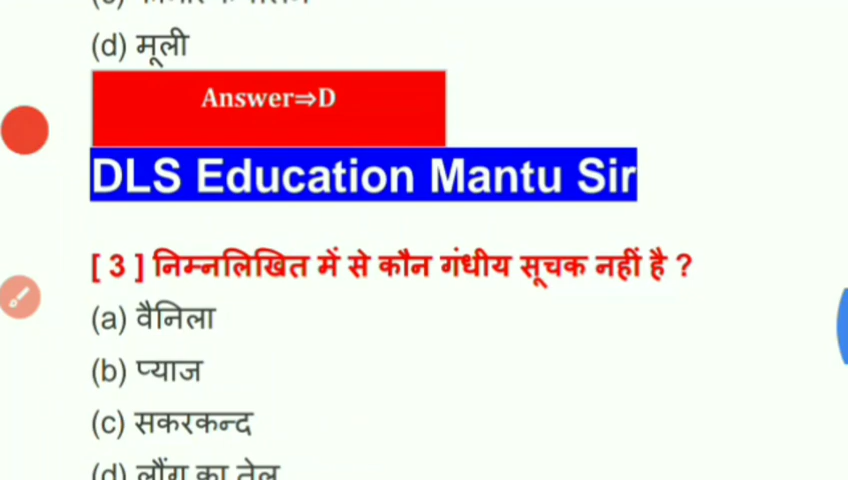 (d) मूली
Answer⇒D
DLS Education Mantu Sir
[ 3 ] निम्नलिखित में से कौन गंधीय सूचक नहीं है ?
(a) वैनिला
(b) प्याज
(c) सकरकन्द
(d) लौंग का तेल